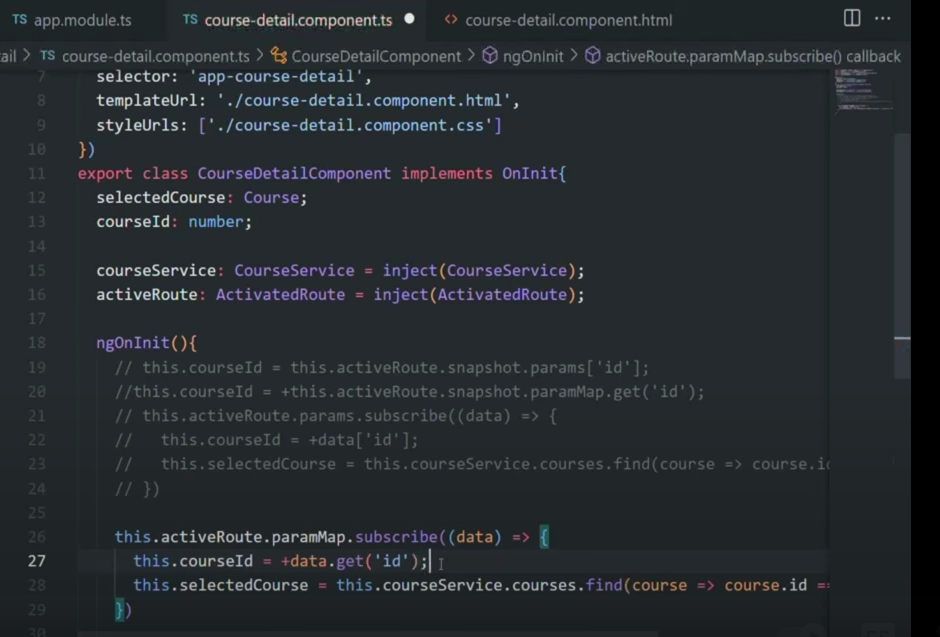 TS app.module.ts TS course-detail.component.ts <> course-detail.component.html ...
ail > TS course-detail.component.ts > CourseDetailComponent > ngOnInit > activeRoute.paramMap.subscribe() callback
7 selector: 'app-course-detail',
8 templateUrl: './course-detail.component.html',
9 styleUrls: ['./course-detail.component.css']
10 })
11 export class CourseDetailComponent implements OnInit{
12 selectedCourse: Course;
13 courseId: number;
14
15 courseService: CourseService = inject(CourseService);
16 activeRoute: ActivatedRoute = inject(ActivatedRoute);
17
18 ngOnInit(){
19 // this.courseId = this.activeRoute.snapshot.params['id'];
20 //this.courseId = +this.activeRoute.snapshot.paramMap.get('id');
21 // this.activeRoute.params.subscribe((data) => {
22 //   this.courseId = +data['id'];
23 //   this.selectedCourse = this.courseService.courses.find(course => course.id
24 // })
25
26 this.activeRoute.paramMap.subscribe((data) => {
27 this.courseId = +data.get('id');
28 this.selectedCourse = this.courseService.courses.find(course => course.id ==
29 })
30